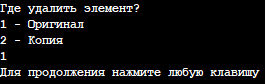 Где удалить элемент?
1 - Оригинал
2 - Копия
1
Для продолжения нажмите любую клавишу